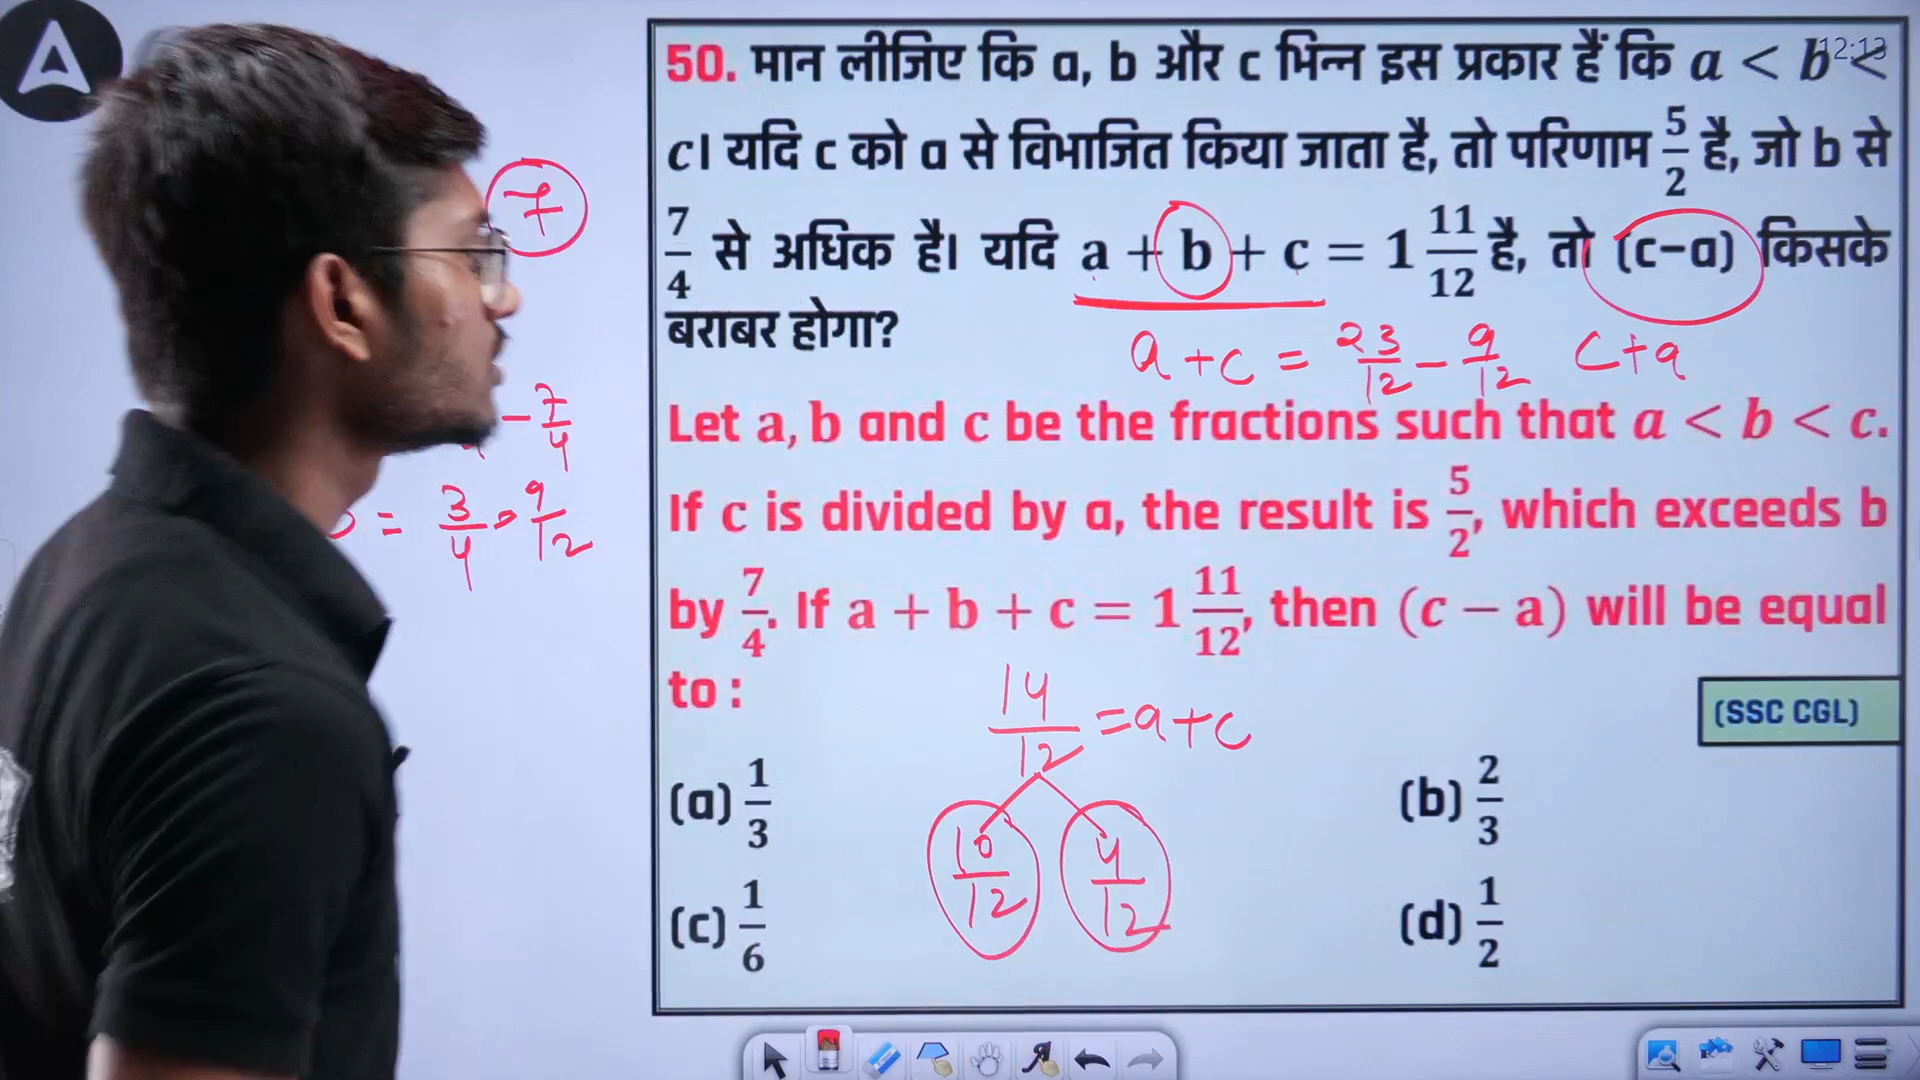 50. मान लीजिए कि a, b और c भिन्न इस प्रकार हैं कि a < b <
12:13
c। यदि c को a से विभाजित किया जाता है, तो परिणाम 5/2 है, जो b से
7/4 से अधिक है। यदि a + b + c = 1 11/12 है, तो (c-a) किसके
बराबर होगा?
a + c = 23/12 - 9/12 c + a
Let a, b and c be the fractions such that a < b < c.
If c is divided by a, the result is 5/2, which exceeds b
by 7/4. If a + b + c = 1 11/12, then (c - a) will be equal
to :
14/12 = a + c
10/12 4/12
(SSC CGL)
(a) 1/3
(b) 2/3
(c) 1/6
(d) 1/2
7
- 7/4
= 3/4 9/12